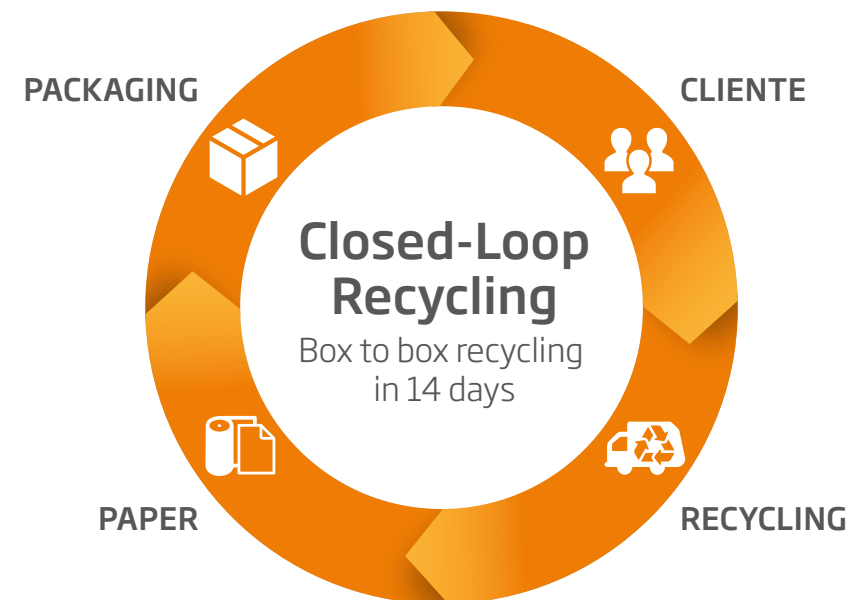 PACKAGING
CLIENTE
Closed-Loop
Recycling
Box to box recycling
in 14 days
PAPER
RECYCLING